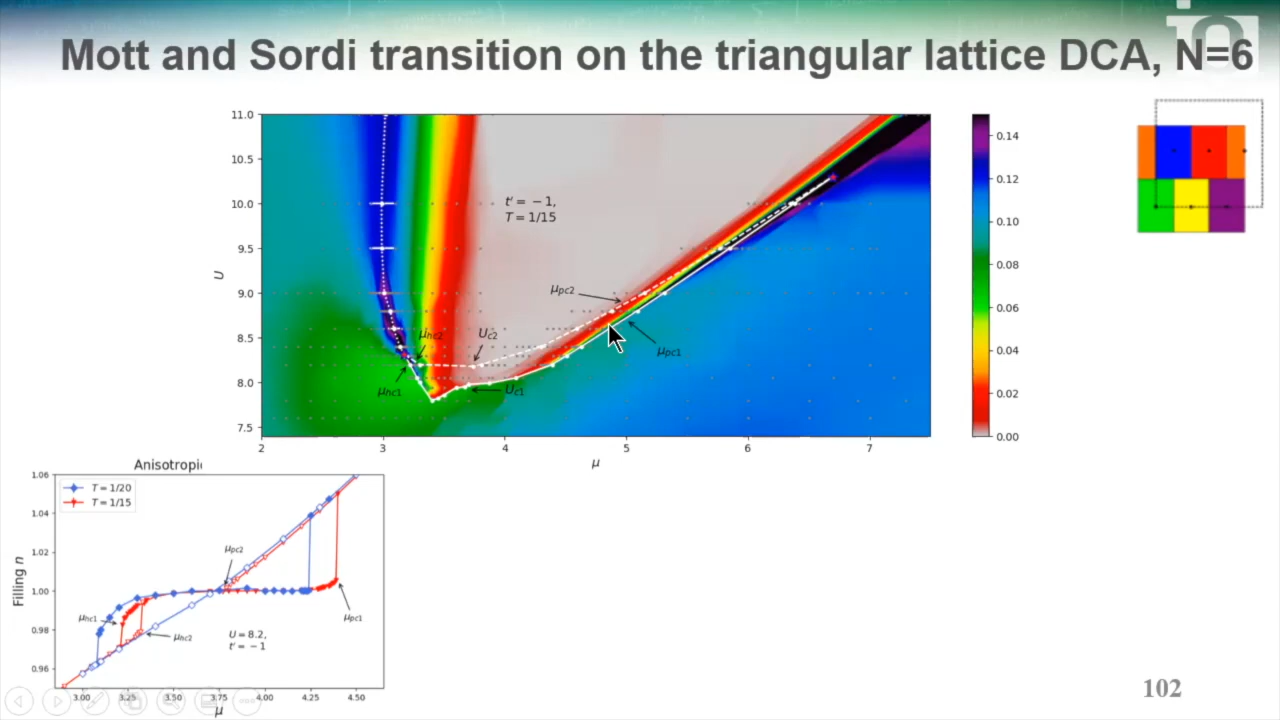 Mott and Sordi transition on the triangular lattice DCA, N=6
11.0
10.5
10.0
9.5
9.0
8.5
8.0
7.5
U
t' = −1,
T = 1/15
μpc2
μhc2
Uc2
μpc1
μhc1
Uc1
2 3 4 5 6 7
μ
0.14
0.12
0.10
0.08
0.06
0.04
0.02
0.00
Anisotropi
1.06
1.04
1.02
1.00
0.98
0.96
Filling n
T = 1/20
T = 1/15
μpc2
μhc1
μhc2
μpc1
U = 8.2,
t' = −1
3.00 3.25 3.50 3.75 4.00 4.25 4.50
μ
102